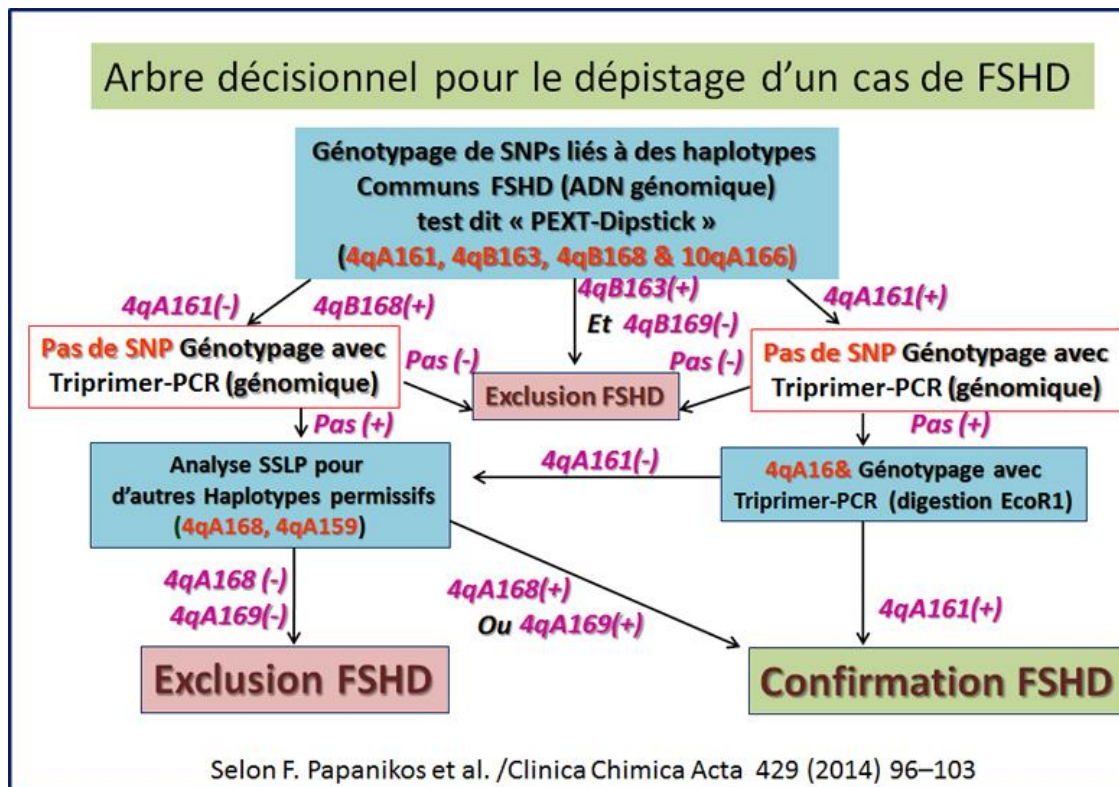 Arbre décisionnel pour le dépistage d'un cas de FSHD
Génotypage de SNPs liés à des haplotypes
Communs FSHD (ADN génomique)
test dit « PEXT-Dipstick »
(4qA161, 4qB163, 4qB168 & 10qA166)
4qA161(-)
4qB168(+)
4qB163(+)
Et 4qB169(-)
4qA161(+)
Pas de SNP Génotypage avec
Triprimer-PCR (génomique)
Pas (-)
Exclusion FSHD
Pas (-)
Pas de SNP Génotypage avec
Triprimer-PCR (génomique)
Pas (+)
Pas (+)
Analyse SSLP pour
d'autres Haplotypes permissifs
(4qA168, 4qA159)
4qA161(-)
4qA16& Génotypage avec
Triprimer-PCR (digestion EcoR1)
4qA168 (-)
4qA169(-)
4qA168(+)
Ou 4qA169(+)
4qA161(+)
Exclusion FSHD
Confirmation FSHD
Selon F. Papanikos et al. /Clinica Chimica Acta 429 (2014) 96–103